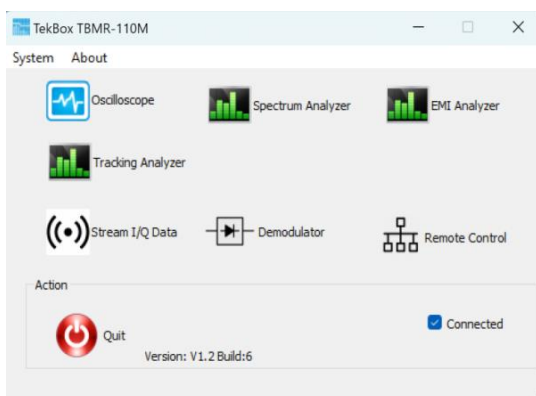 TekBox TBMR-110M
System About
Oscilloscope
Spectrum Analyzer
EMI Analyzer
Tracking Analyzer
Stream I/Q Data
Demodulator
Remote Control
Action
Quit
Connected
Version: V1.2 Build:6